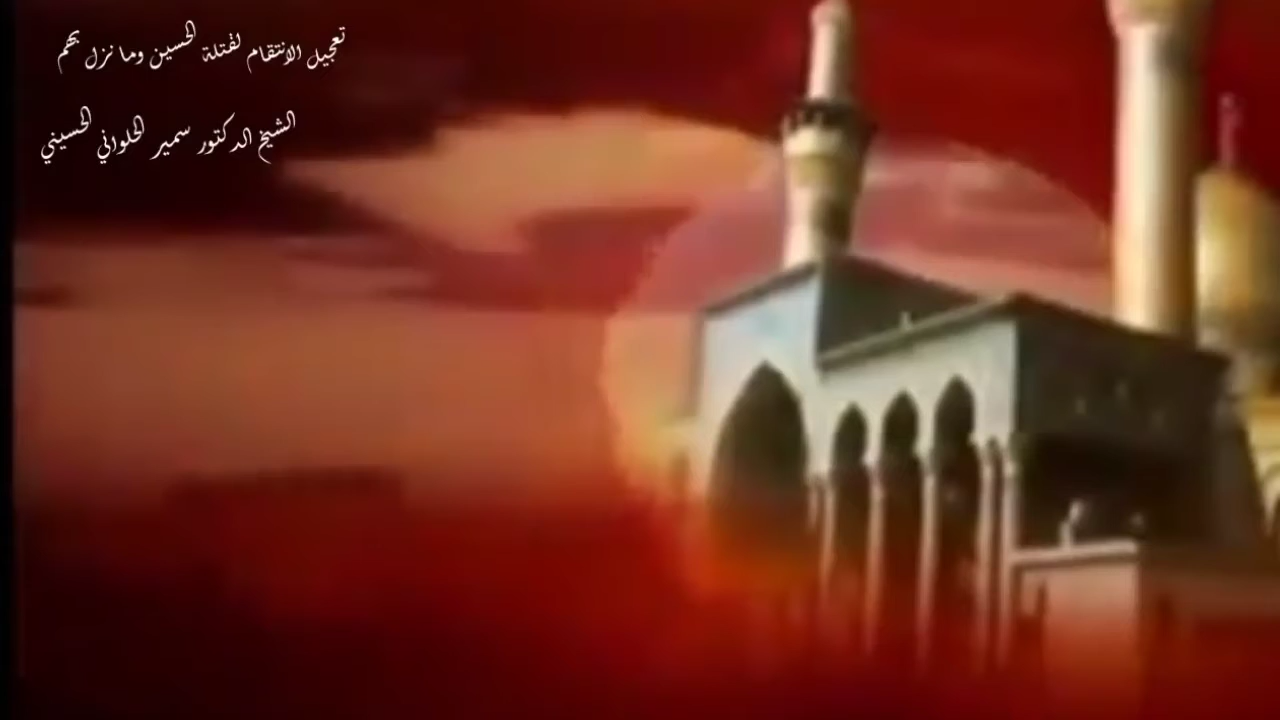 تعجيل الانتقام لقتلة الحسين وما نزل بهم
الشيخ الدكتور سمير الحلواني الحسيني